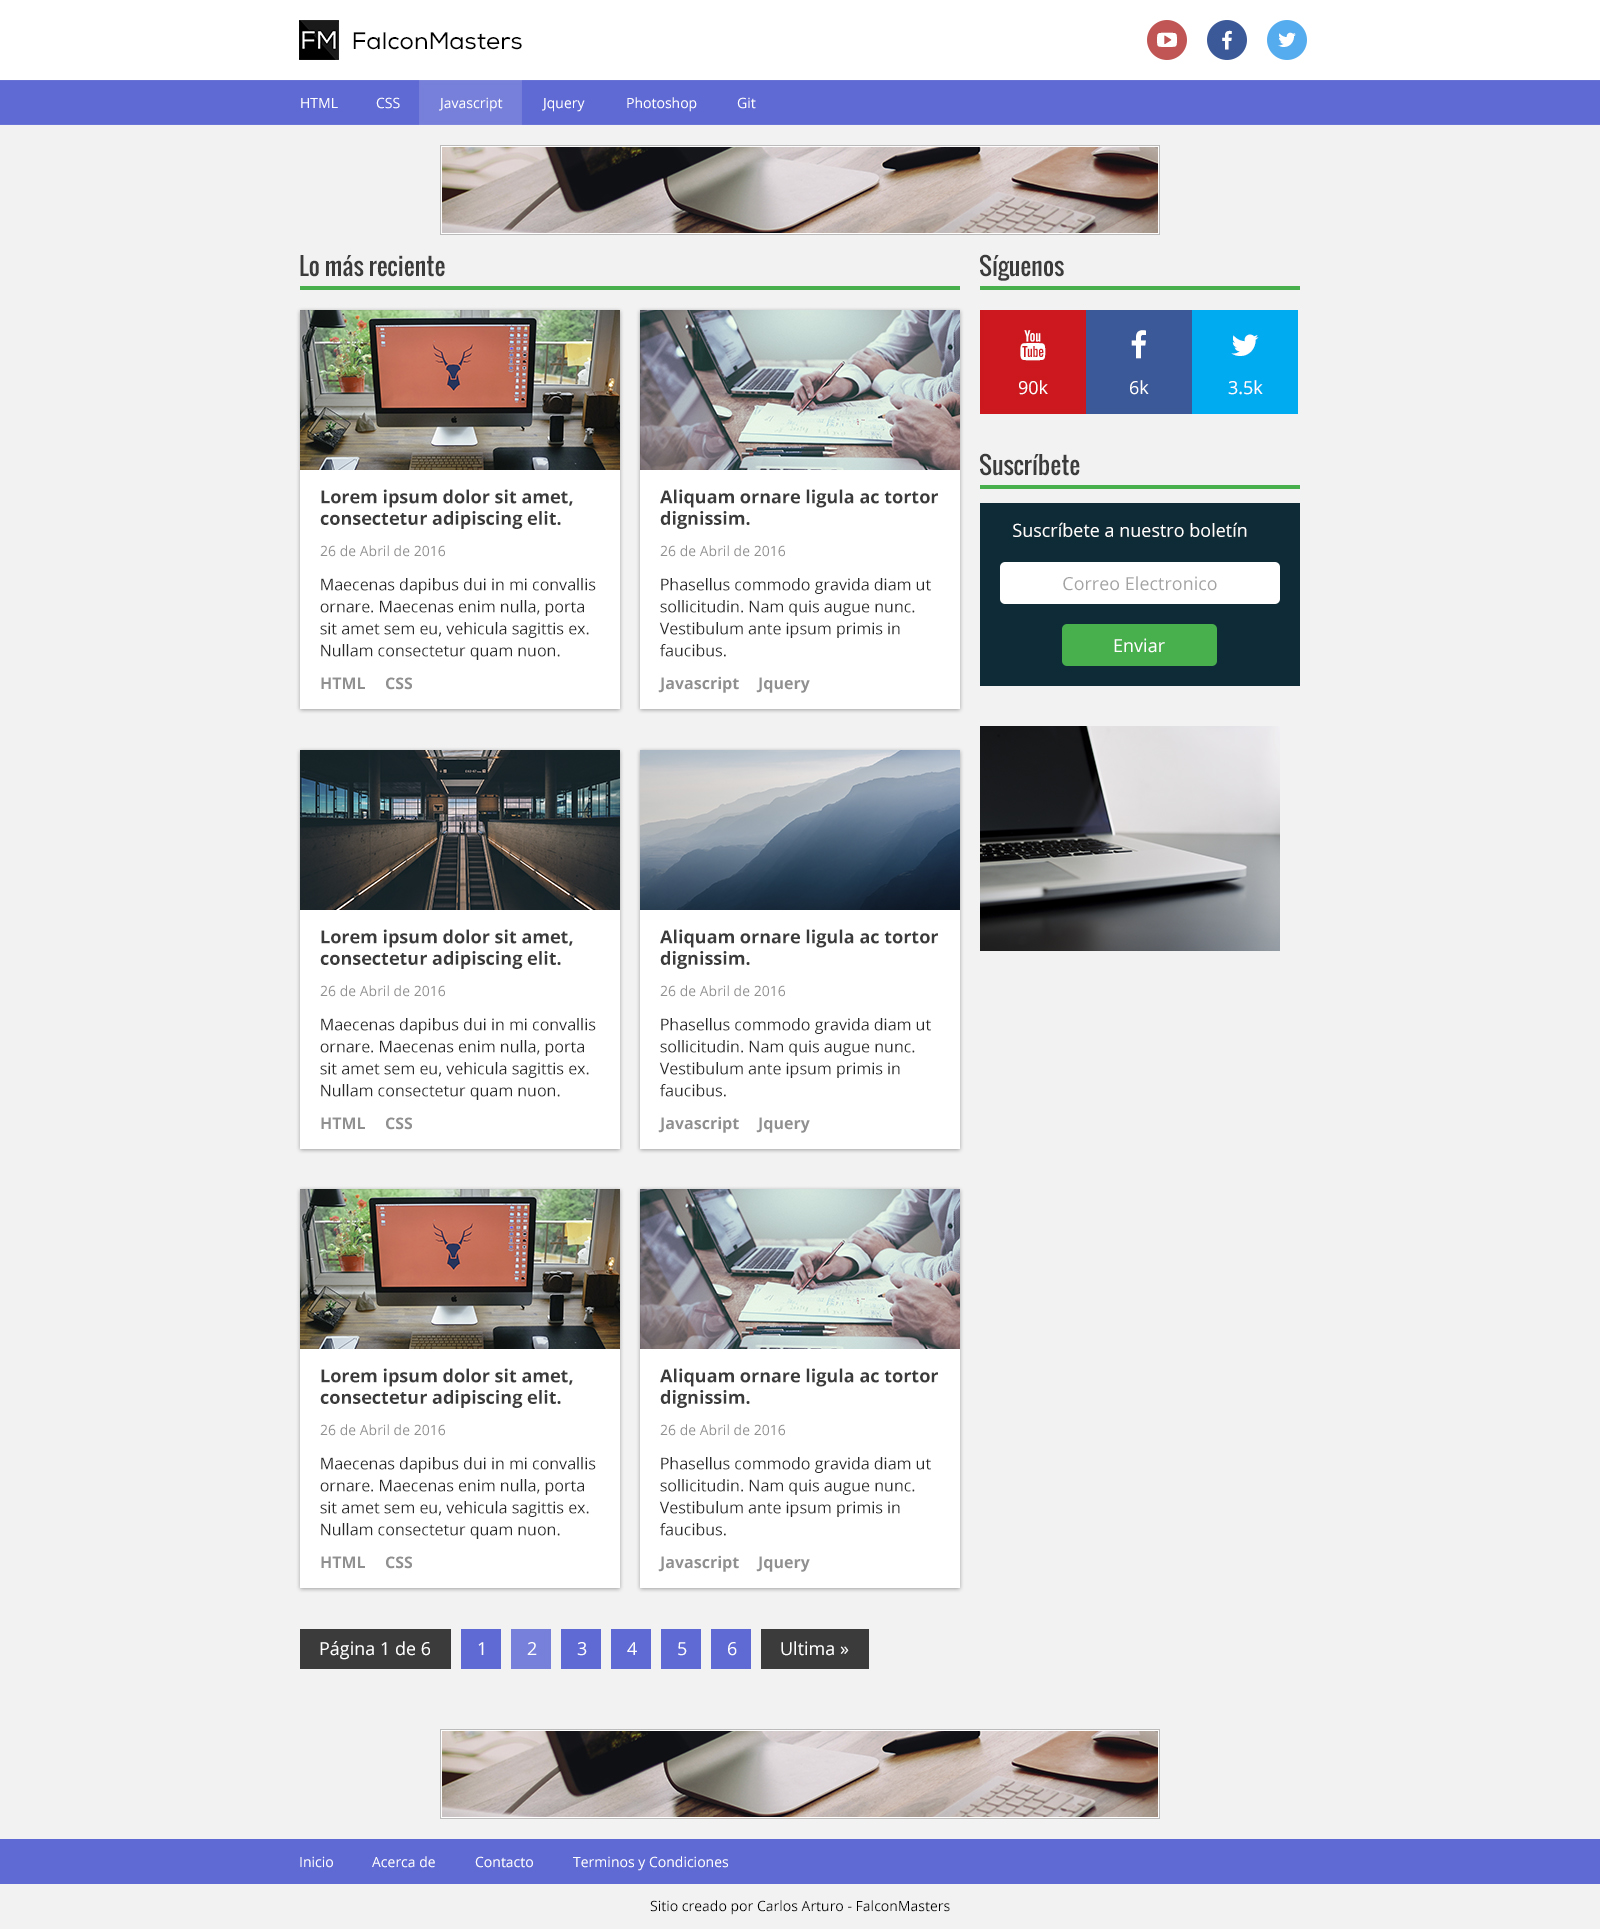 FM FalconMasters
HTML CSS Javascript Jquery Photoshop Git
Lo más reciente
Síguenos
You
Tube
90k 6k 3.5k
Lorem ipsum dolor sit amet,
consectetur adipiscing elit.
26 de Abril de 2016
Maecenas dapibus dui in mi convallis
ornare. Maecenas enim nulla, porta
sit amet sem eu, vehicula sagittis ex.
Nullam consectetur quam nuon.
HTML CSS
Aliquam ornare ligula ac tortor
dignissim.
26 de Abril de 2016
Phasellus commodo gravida diam ut
sollicitudin. Nam quis augue nunc.
Vestibulum ante ipsum primis in
faucibus.
Javascript Jquery
Suscríbete
Suscríbete a nuestro boletín
Correo Electronico
Enviar
Lorem ipsum dolor sit amet,
consectetur adipiscing elit.
26 de Abril de 2016
Maecenas dapibus dui in mi convallis
ornare. Maecenas enim nulla, porta
sit amet sem eu, vehicula sagittis ex.
Nullam consectetur quam nuon.
HTML CSS
Aliquam ornare ligula ac tortor
dignissim.
26 de Abril de 2016
Phasellus commodo gravida diam ut
sollicitudin. Nam quis augue nunc.
Vestibulum ante ipsum primis in
faucibus.
Javascript Jquery
Lorem ipsum dolor sit amet,
consectetur adipiscing elit.
26 de Abril de 2016
Maecenas dapibus dui in mi convallis
ornare. Maecenas enim nulla, porta
sit amet sem eu, vehicula sagittis ex.
Nullam consectetur quam nuon.
HTML CSS
Aliquam ornare ligula ac tortor
dignissim.
26 de Abril de 2016
Phasellus commodo gravida diam ut
sollicitudin. Nam quis augue nunc.
Vestibulum ante ipsum primis in
faucibus.
Javascript Jquery
Página 1 de 6 1 2 3 4 5 6 Ultima »
Inicio Acerca de Contacto Terminos y Condiciones
Sitio creado por Carlos Arturo - FalconMasters